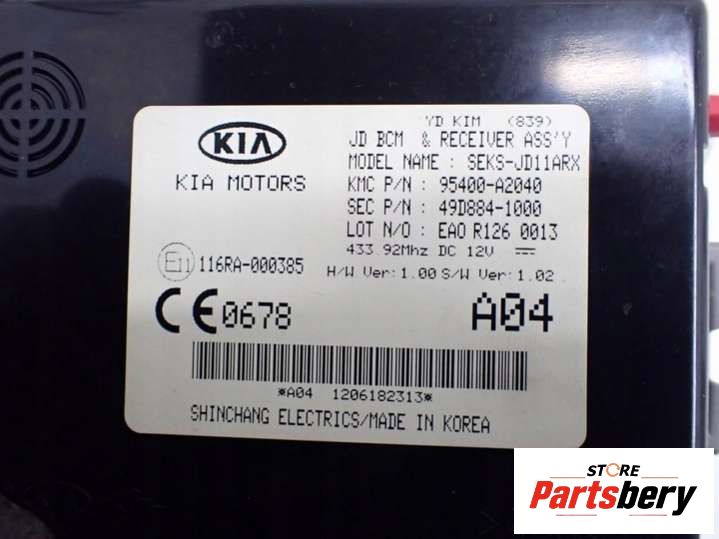 YD KIM (839)
KIA
KIA MOTORS
JD BCM & RECEIVER ASS'Y
MODEL NAME : SEKS-JD11ARX
KMC P/N : 95400-A2040
SEC P/N : 49D884-1000
LOT N/O : EAO R126 0013
433.92Mhz DC 12V
E11 116RA-000385
H/W Ver:1.00 S/W Ver:1.02
CE0678
A04
*A04 1206182313*
SHINCHANG ELECTRICS/MADE IN KOREA
STORE
Partsbery